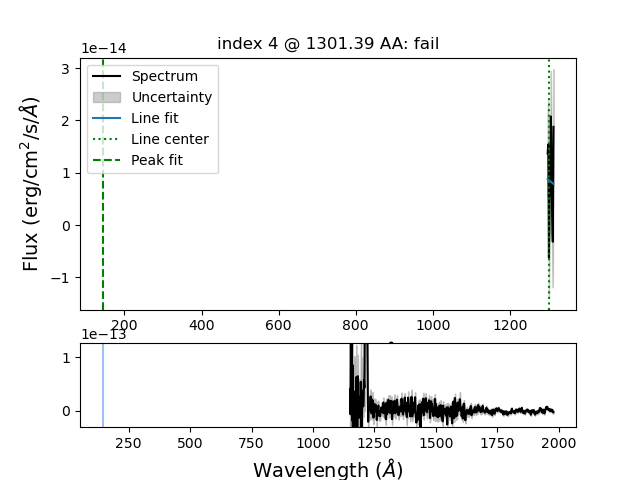 index 4 @ 1301.39 AA: fail
1e−14
Spectrum
Uncertainty
Line fit
Line center
Peak fit
Flux (erg/cm²/s/Å)
3
2
1
0
−1
200 400 600 800 1000 1200
1e−13
1
0
250 500 750 1000 1250 1500 1750 2000
Wavelength (Å)